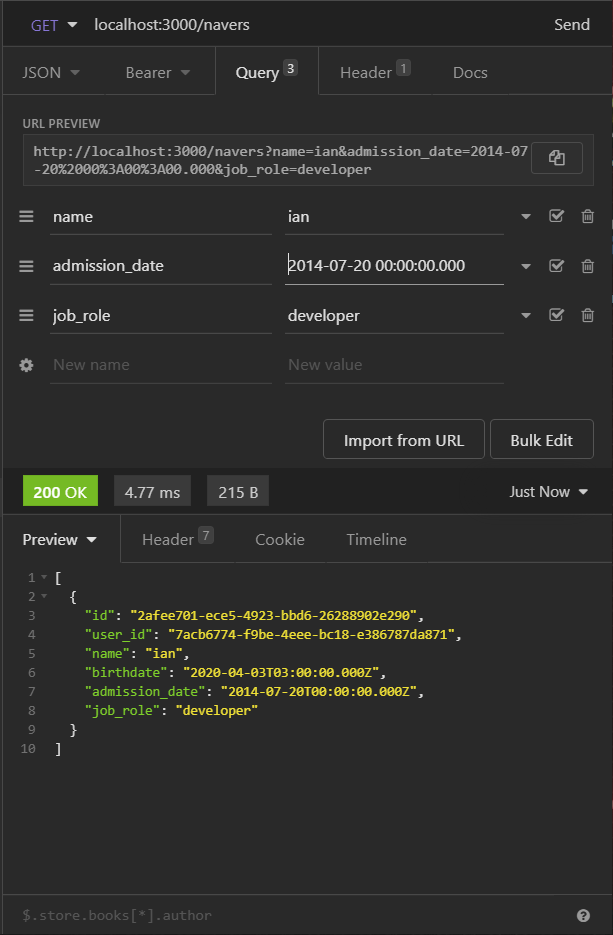 GET localhost:3000/navers Send
JSON Bearer Query 3 Header 1 Docs
URL PREVIEW
http://localhost:3000/navers?name=ian&admission_date=2014-07
-20%2000%3A00%3A00.000&job_role=developer
name ian
admission_date 2014-07-20 00:00:00.000
job_role developer
New name New value
Import from URL Bulk Edit
200 OK 4.77 ms 215 B Just Now
Preview Header 7 Cookie Timeline
1 [
2 {
3 "id": "2afee701-ece5-4923-bbd6-26288902e290",
4 "user_id": "7acb6774-f9be-4eee-bc18-e386787da871",
5 "name": "ian",
6 "birthdate": "2020-04-03T03:00:00.000Z",
7 "admission_date": "2014-07-20T00:00:00.000Z",
8 "job_role": "developer"
9 }
10 ]
$.store.books[*].author ?